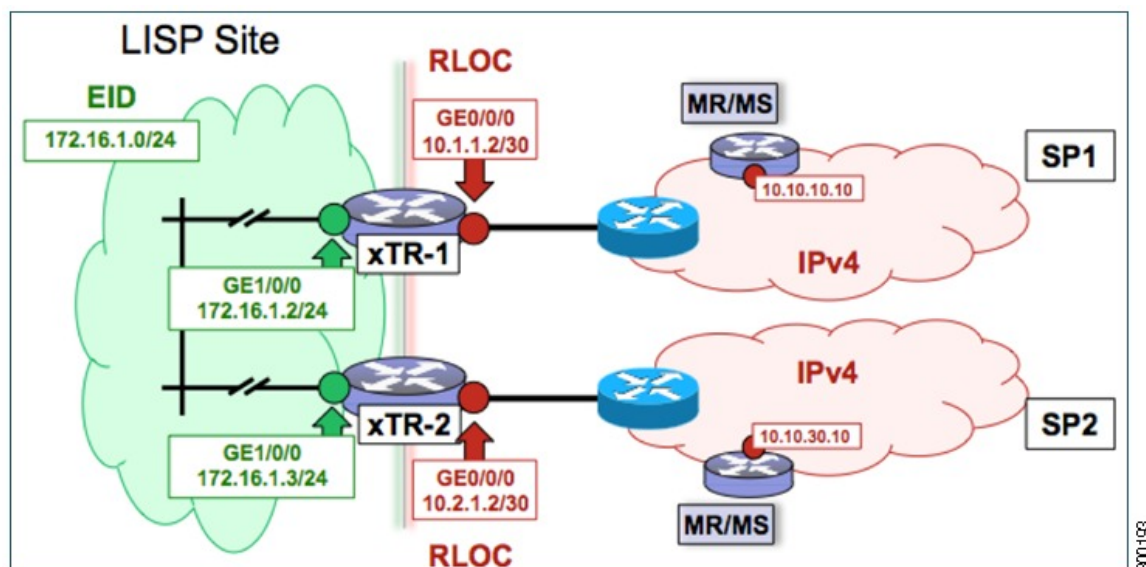 LISP Site
EID
172.16.1.0/24
RLOC
GE0/0/0
10.1.1.2/30
MR/MS
10.10.10.10
SP1
xTR-1
IPv4
GE1/0/0
172.16.1.2/24
xTR-2
IPv4
10.10.30.10
SP2
GE1/0/0
172.16.1.3/24
GE0/0/0
10.2.1.2/30
MR/MS
RLOC